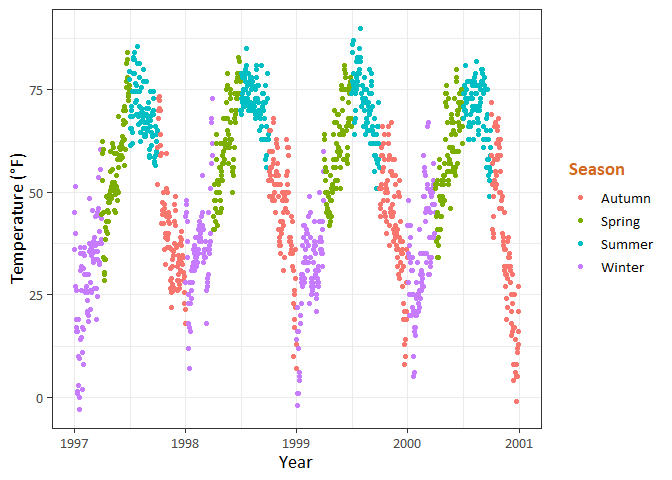 Temperature (°F)
75
50
25
0
1997
1998
1999
2000
2001
Year
Season
Autumn
Spring
Summer
Winter